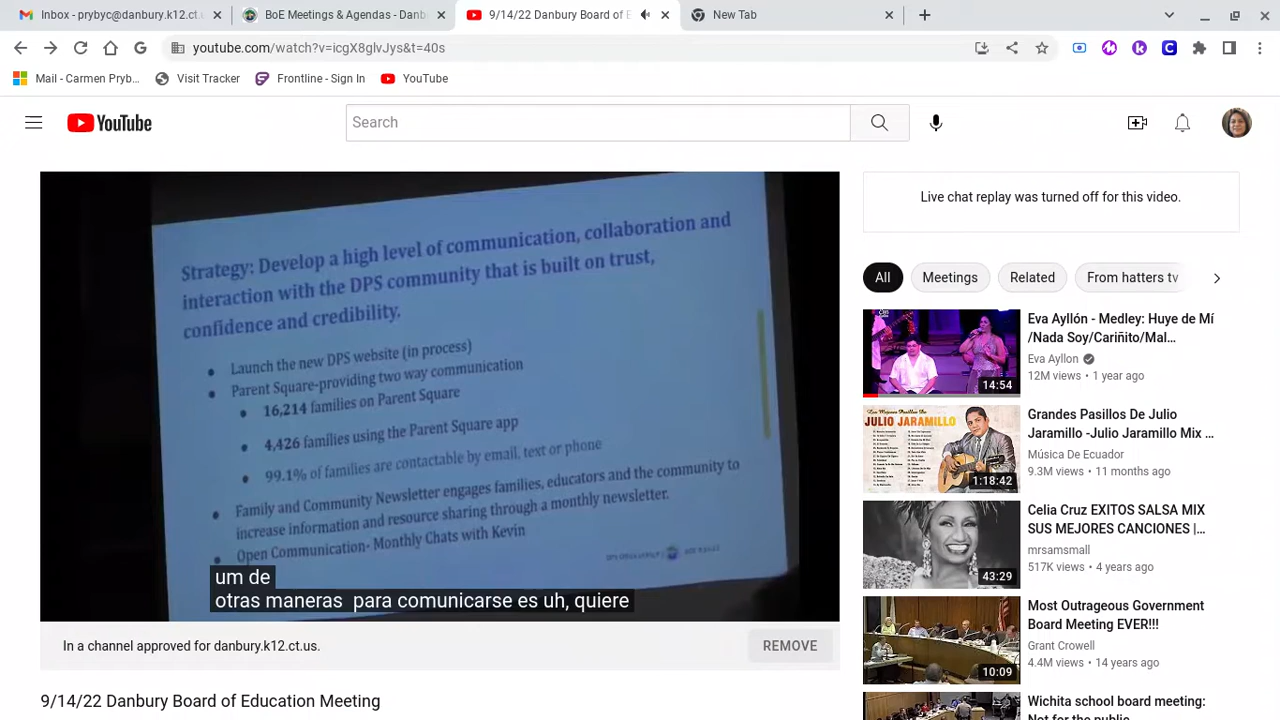 Inbox - prybyc@danbury.k12.ct.u
BoE Meetings & Agendas - Danb
9/14/22 Danbury Board of E
New Tab
youtube.com/watch?v=icgX8glvJys&t=40s
Mail - Carmen Pryb...
Visit Tracker
Frontline - Sign In
YouTube
YouTube
Search
Strategy: Develop a high level of communication, collaboration and
interaction with the DPS community that is built on trust,
confidence and credibility.
Launch the new DPS website (in process)
Parent Square-providing two way communication
16,214 families on Parent Square
4,426 families using the Parent Square app
99.1% of families are contactable by email, text or phone
Family and Community Newsletter engages families, educators and the community to
increase information and resource sharing through a monthly newsletter.
Open Communication- Monthly Chats with Kevin
um de
otras maneras para comunicarse es uh, quiere
In a channel approved for danbury.k12.ct.us.
REMOVE
9/14/22 Danbury Board of Education Meeting
Live chat replay was turned off for this video.
All
Meetings
Related
From hatters tv
Eva Ayllón - Medley: Huye de Mí
/Nada Soy/Cariñito/Mal...
Eva Ayllon
12M views • 1 year ago
14:54
JULIO JARAMILLO
Grandes Pasillos De Julio
Jaramillo -Julio Jaramillo Mix ...
Música De Ecuador
9.3M views • 11 months ago
1:18:42
Celia Cruz EXITOS SALSA MIX
SUS MEJORES CANCIONES |...
mrsamsmall
517K views • 4 years ago
43:29
Most Outrageous Government
Board Meeting EVER!!!
Grant Crowell
4.4M views • 14 years ago
10:09
Wichita school board meeting:
Not for the public